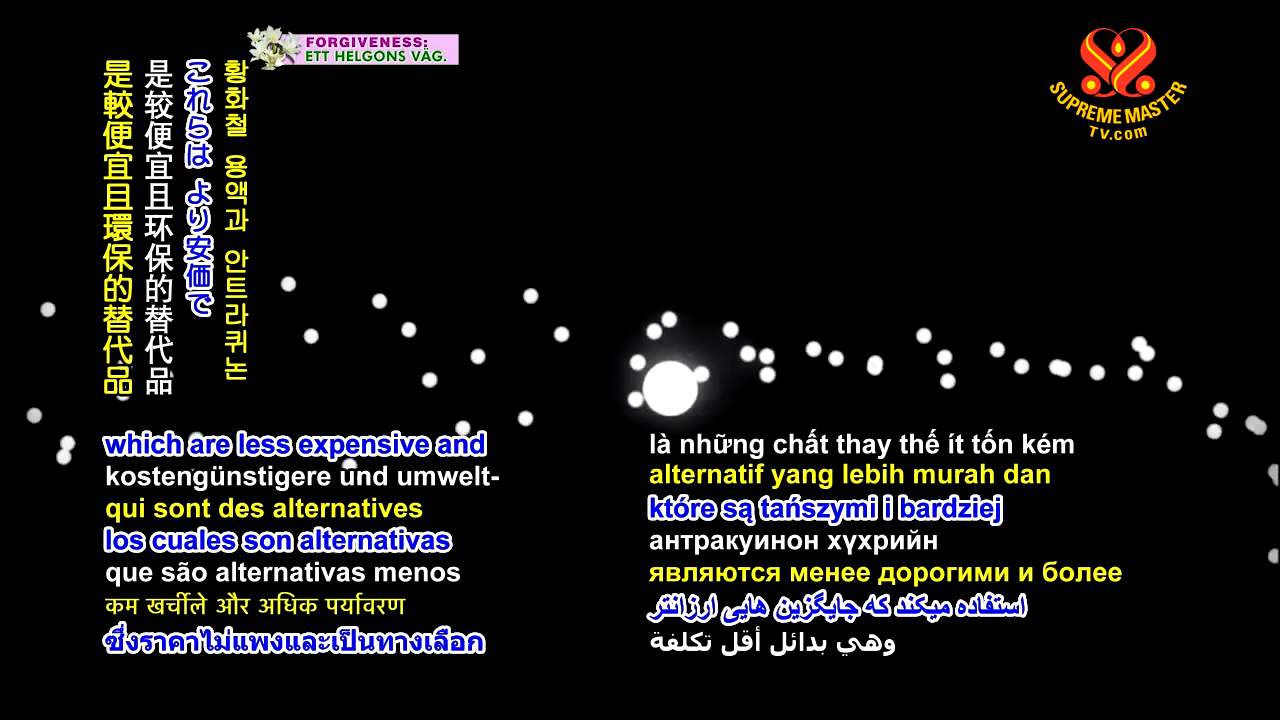 FORGIVENESS:
ETT HELGONS VÄG.
SUPREME MASTER
TV.com
是較便宜且環保的替代品
是较便宜且环保的替代品
これらは より安価で
황화철 용액과 안트라퀴논
which are less expensive and
kostengünstigere und umwelt-
qui sont des alternatives
los cuales son alternativas
que são alternativas menos
कम खर्चीले और अधिक पर्यावरण
ซึ่งราคาไม่แพงและเป็นทางเลือก
là những chất thay thế ít tốn kém
alternatif yang lebih murah dan
które są tańszymi i bardziej
антракуинон хүхрийн
являются менее дорогими и более
استفاده میکند که جایگزین هایی ارزانتر
وهي بدائل أقل تكلفة